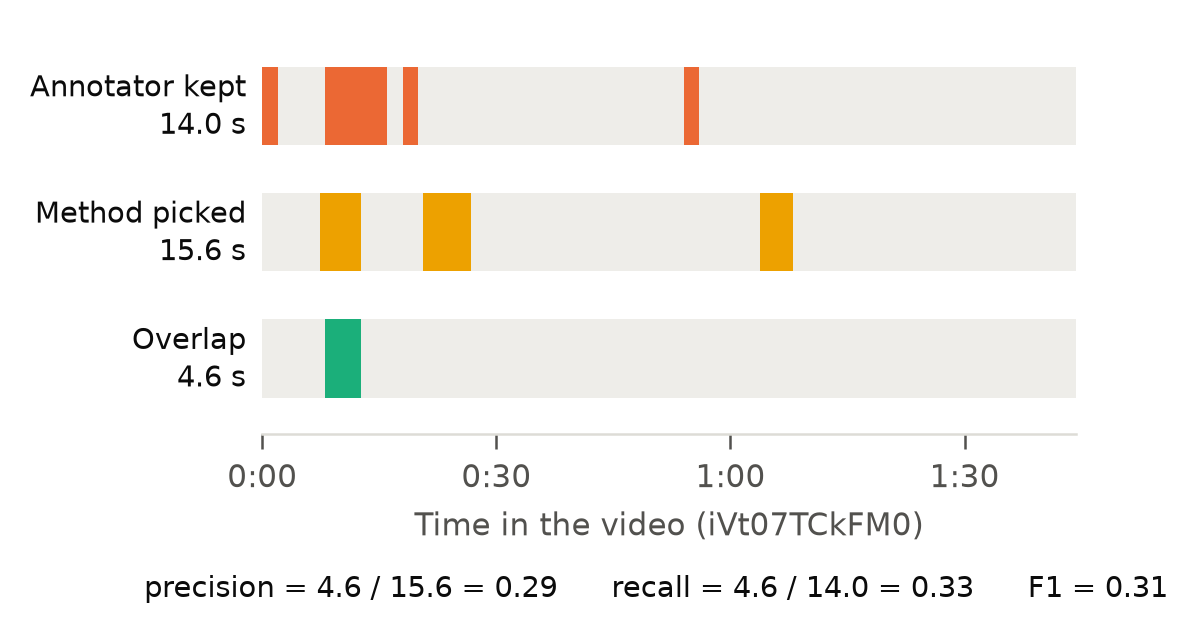 Annotator kept
14.0 s
Method picked
15.6 s
Overlap
4.6 s
0:00 0:30 1:00 1:30
Time in the video (iVt07TCkFM0)
precision = 4.6 / 15.6 = 0.29 recall = 4.6 / 14.0 = 0.33 F1 = 0.31